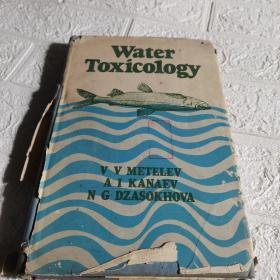 Water
Toxicology
V V METELEV
A I KANAEV
N G DZASOKHOVA